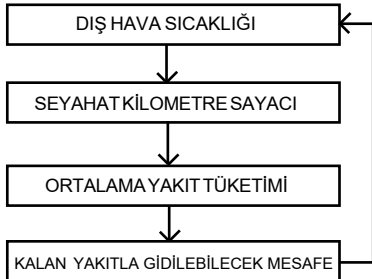 DIŞ HAVA SICAKLIĞI
SEYAHAT KİLOMETRE SAYACI
ORTALAMA YAKIT TÜKETİMİ
KALAN YAKITLA GİDİLEBİLECEK MESAFE